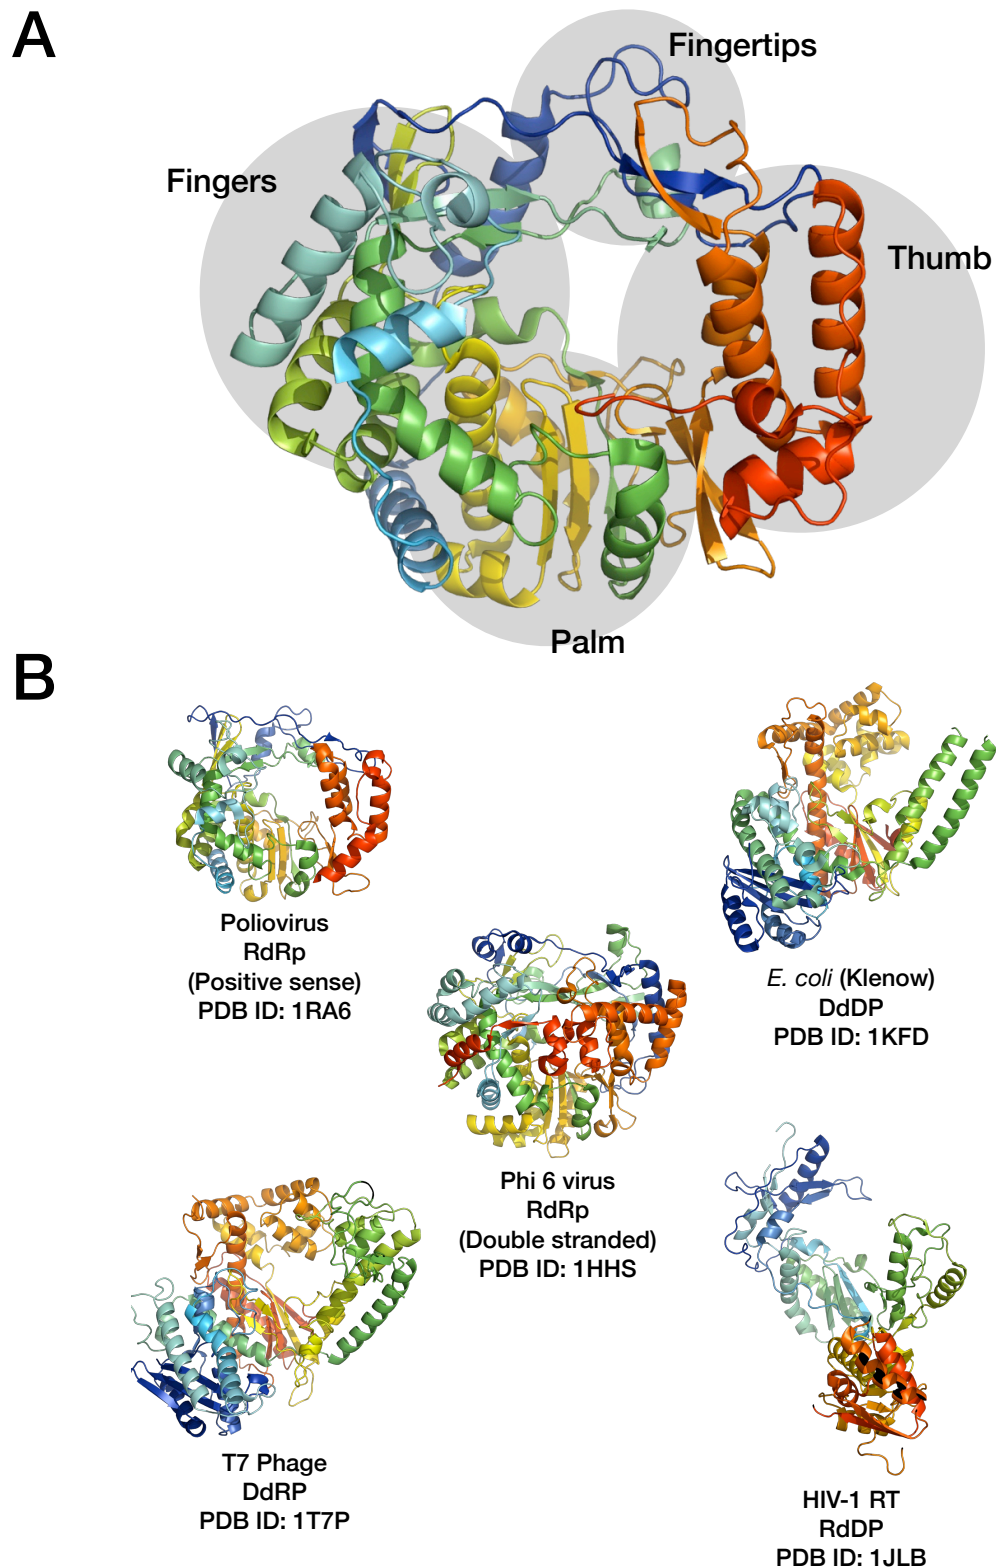 A
Fingertips
Fingers
Thumb
Palm
B
Poliovirus
RdRp
(Positive sense)
PDB ID: 1RA6
E. coli (Klenow)
DdDP
PDB ID: 1KFD
Phi 6 virus
RdRp
(Double stranded)
PDB ID: 1HHS
T7 Phage
DdRP
PDB ID: 1T7P
HIV-1 RT
RdDP
PDB ID: 1JLB